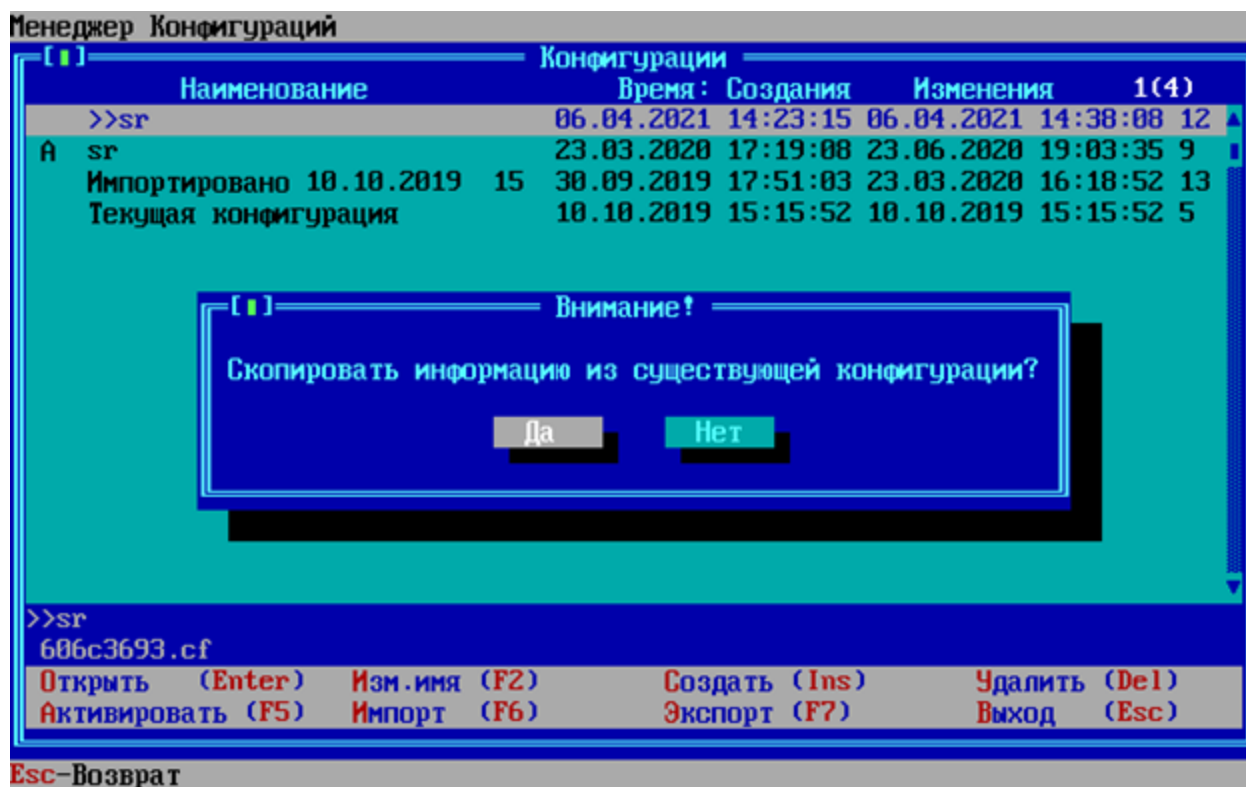 Менеджер Конфигураций
Конфигурации
Наименование Время: Создания Изменения 1(4)
>>sr 06.04.2021 14:23:15 06.04.2021 14:38:08 12
A sr 23.03.2020 17:19:08 23.06.2020 19:03:35 9
Импортировано 10.10.2019 15 30.09.2019 17:51:03 23.03.2020 16:18:52 13
Текущая конфигурация 10.10.2019 15:15:52 10.10.2019 15:15:52 5
Внимание!
Скопировать информацию из существующей конфигурации?
Да Нет
>>sr
606c3693.cf
Открыть (Enter) Изм.имя (F2) Создать (Ins) Удалить (Del)
Активировать (F5) Импорт (F6) Экспорт (F7) Выход (Esc)
Esc-Возврат